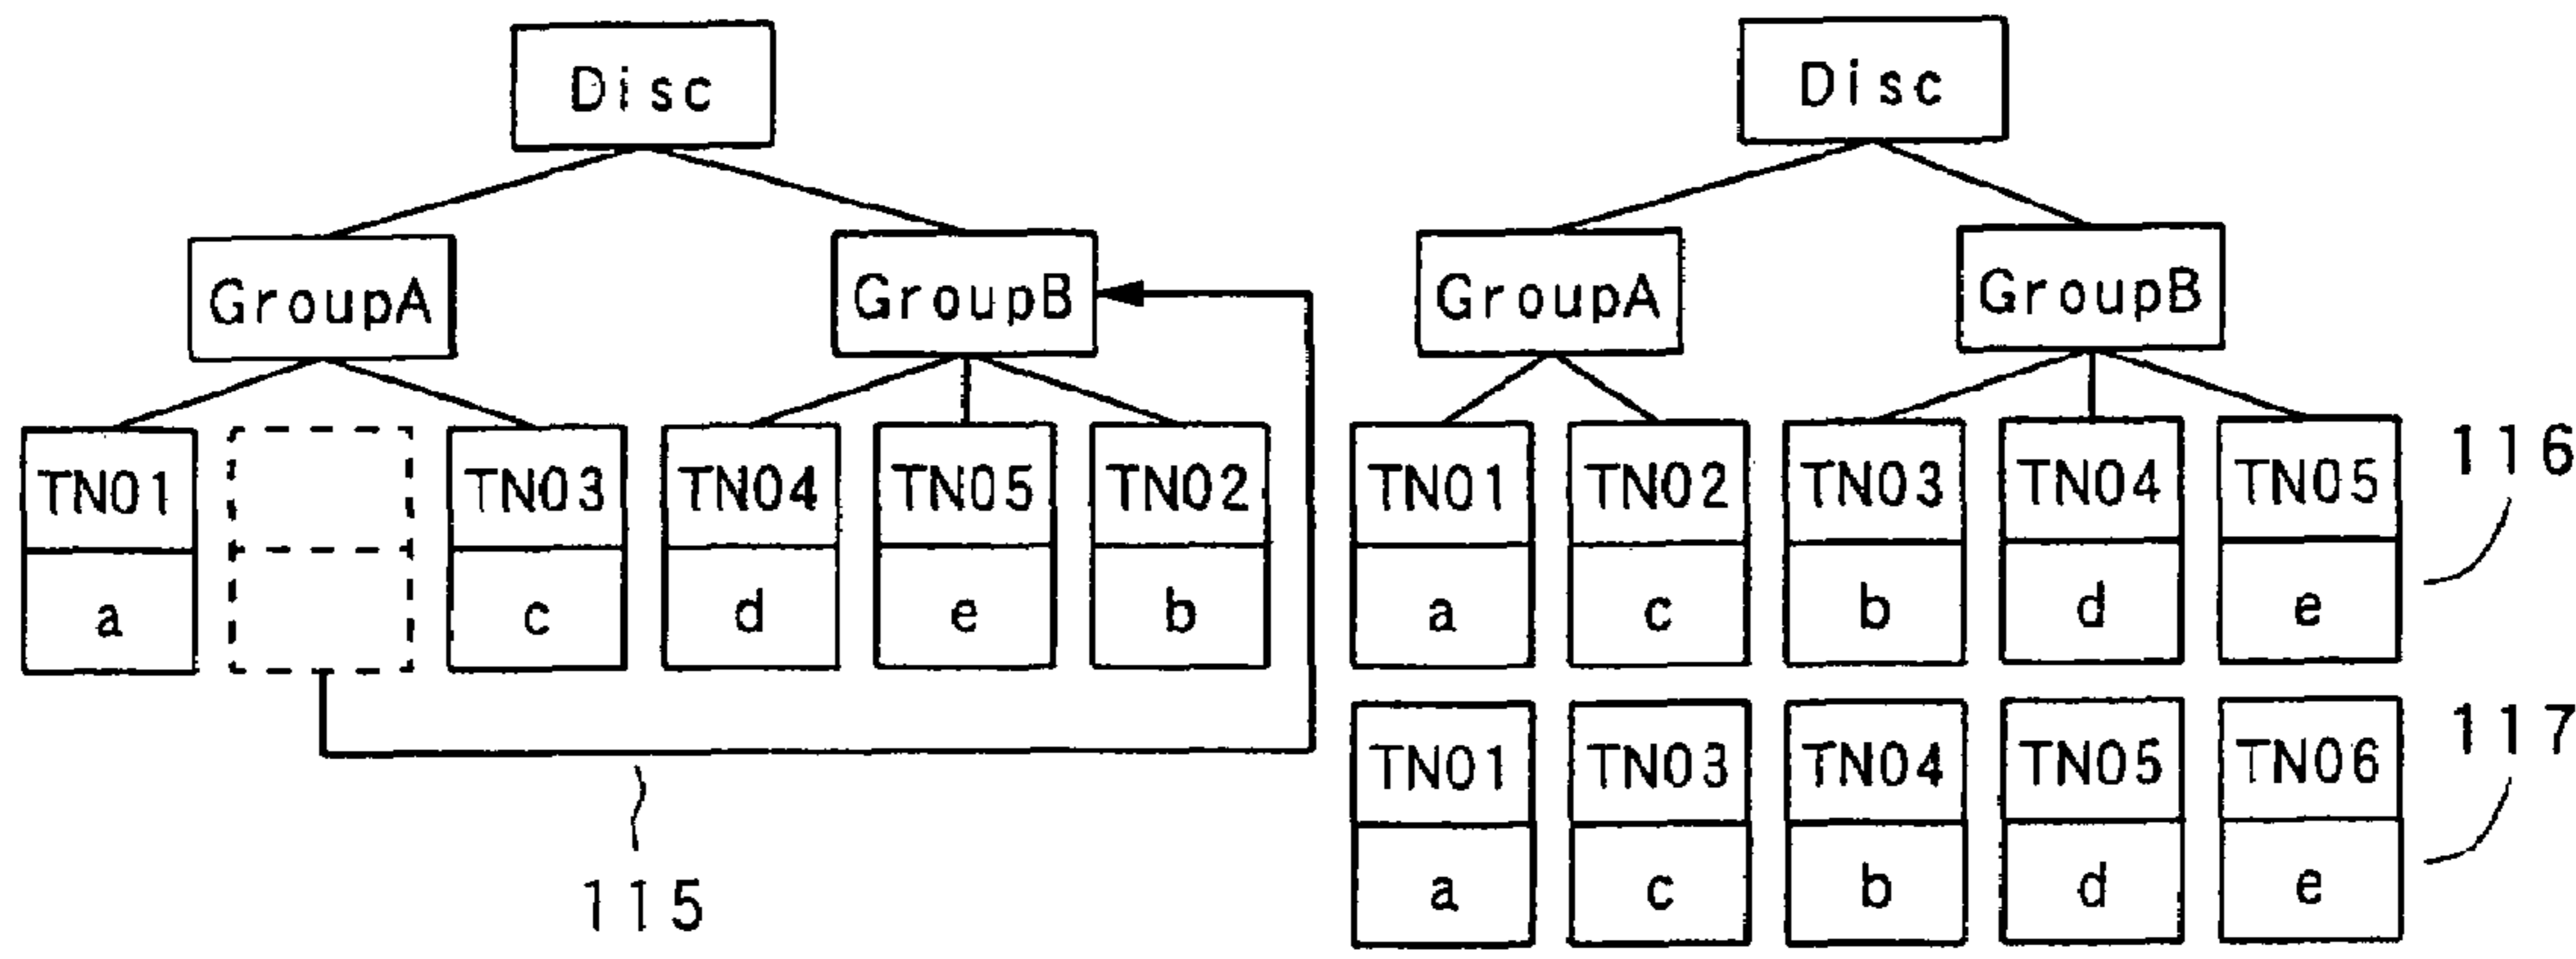 Disc Disc
GroupA GroupB GroupA GroupB
TN01 TN03 TN04 TN05 TN02 TN01 TN02 TN03 TN04 TN05 116
a c d e b a c b d e
TN01 TN03 TN04 TN05 TN06 117
115 a c b d e